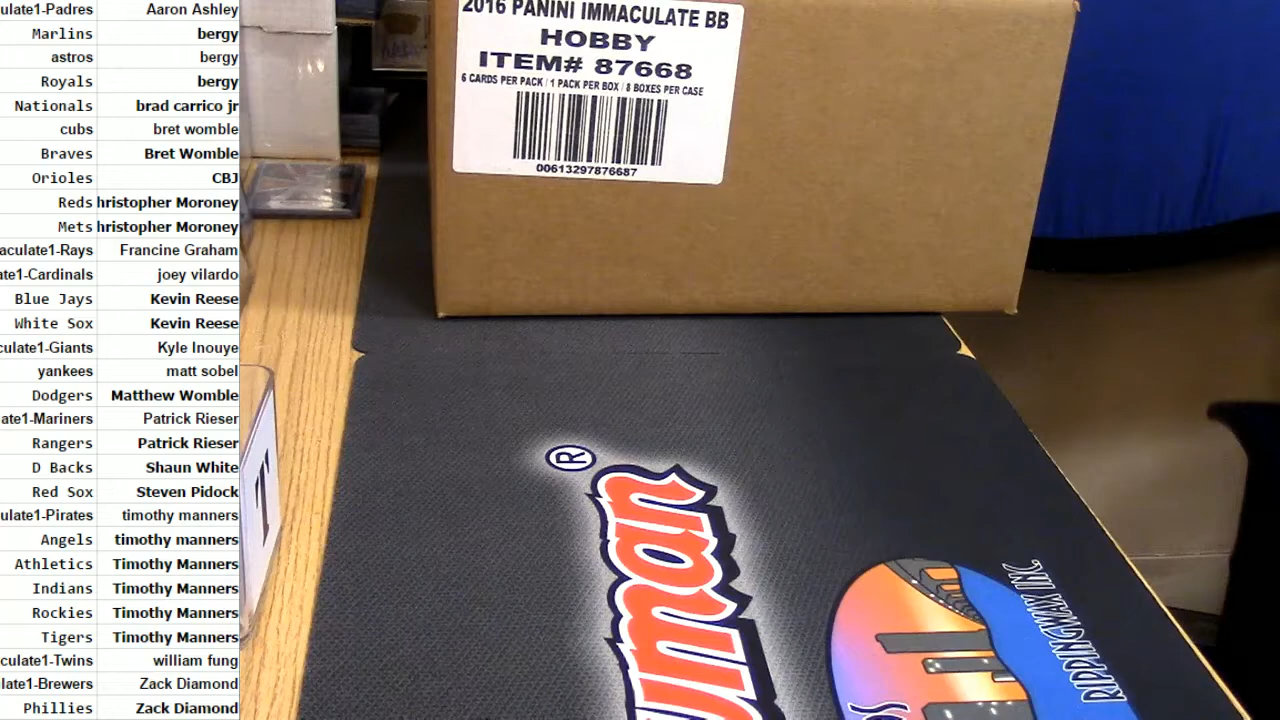 ulate1-Padres Aaron Ashley
Marlins bergy
astros bergy
Royals bergy
Nationals brad carrico jr
cubs bret womble
Braves Bret Womble
Orioles CBJ
Reds hristopher Moroney
Mets hristopher Moroney
aculate1-Rays Francine Graham
ate1-Cardinals joey vilardo
Blue Jays Kevin Reese
White Sox Kevin Reese
culate1-Giants Kyle Inouye
yankees matt sobel
Dodgers Matthew Womble
ate1-Mariners Patrick Rieser
Rangers Patrick Rieser
D Backs Shaun White
Red Sox Steven Pidock
ulate1-Pirates timothy manners
Angels timothy manners
Athletics Timothy Manners
Indians Timothy Manners
Rockies Timothy Manners
Tigers Timothy Manners
culate1-Twins william fung
late1-Brewers Zack Diamond
Phillies Zack Diamond
2016 PANINI IMMACULATE BB
HOBBY
ITEM# 87668
6 CARDS PER PACK / 1 PACK PER BOX / 8 BOXES PER CASE
00613297876687
T
®
RIPPINGWAX INC.